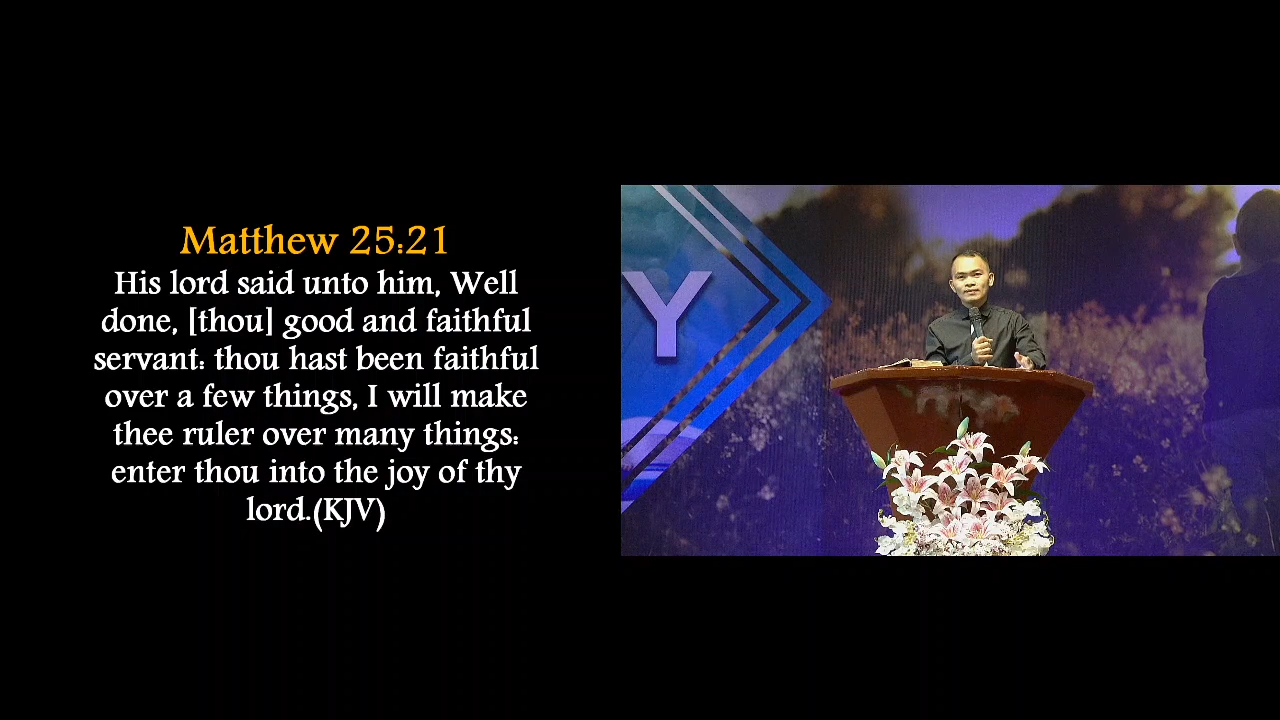 Matthew 25:21
His lord said unto him, Well
done, [thou] good and faithful
servant: thou hast been faithful
over a few things, I will make
thee ruler over many things:
enter thou into the joy of thy
lord.(KJV)
Y